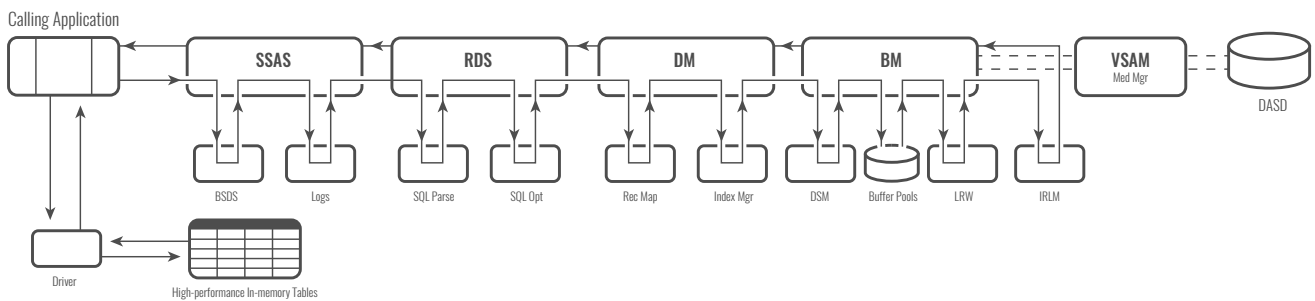 Calling Application
SSAS
RDS
DM
BM
VSAM
Med Mgr
DASD
BSDS
Logs
SQL Parse
SQL Opt
Rec Map
Index Mgr
DSM
Buffer Pools
LRW
IRLM
Driver
High-performance In-memory Tables